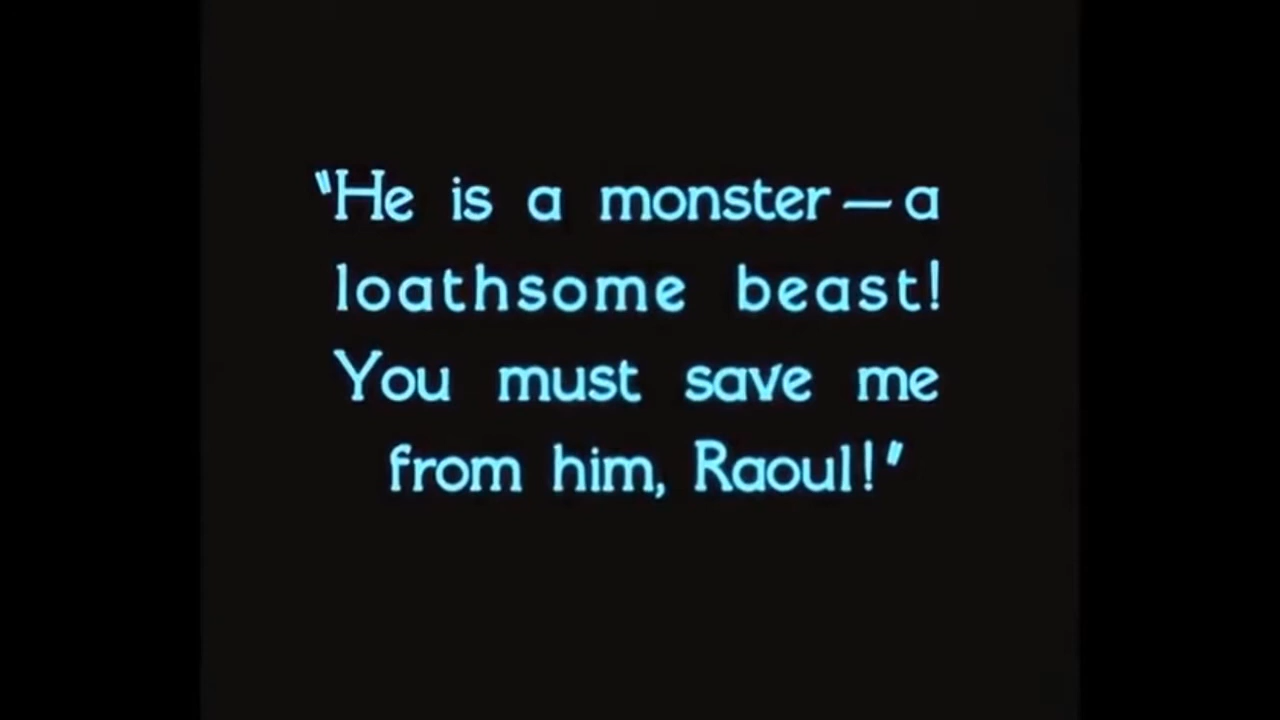 "He is a monster — a
loathsome beast!
You must save me
from him, Raoul!"